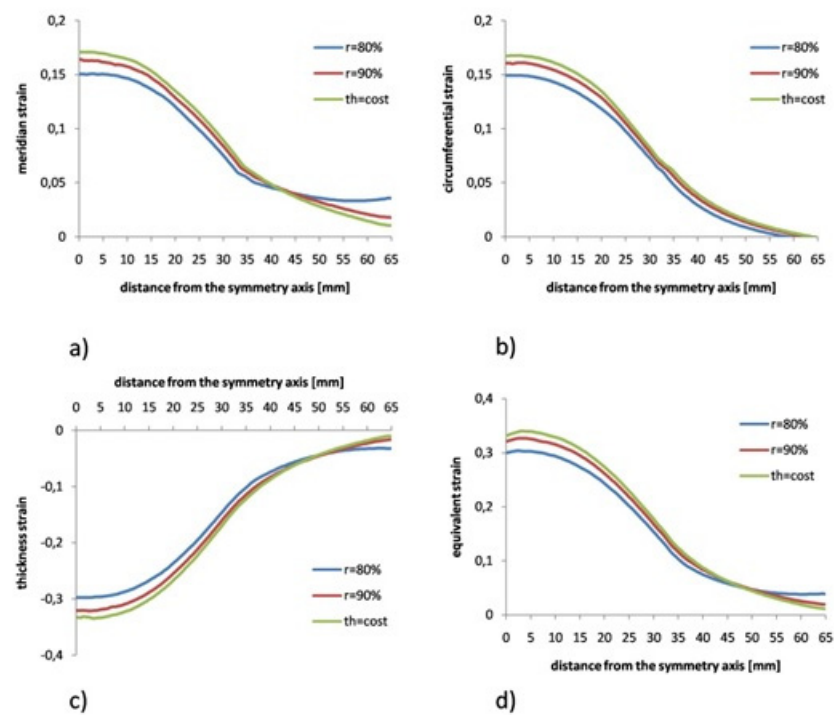 0,2
0,15
0,1
0,05
0
meridian strain
r=80%
r=90%
th=cost
0 5 10 15 20 25 30 35 40 45 50 55 60 65
distance from the symmetry axis [mm]
a)
0,2
0,15
0,1
0,05
0
circumferential strain
r=80%
r=90%
th=cost
0 5 10 15 20 25 30 35 40 45 50 55 60 65
distance from the symmetry axis [mm]
b)
distance from the symmetry axis [mm]
0 5 10 15 20 25 30 35 40 45 50 55 60 65
0
-0,1
-0,2
-0,3
-0,4
thickness strain
r=80%
r=90%
th=cost
c)
0,4
0,3
0,2
0,1
0
equivalent strain
r=80%
r=90%
th=cost
0 5 10 15 20 25 30 35 40 45 50 55 60 65
distance from the symmetry axis [mm]
d)